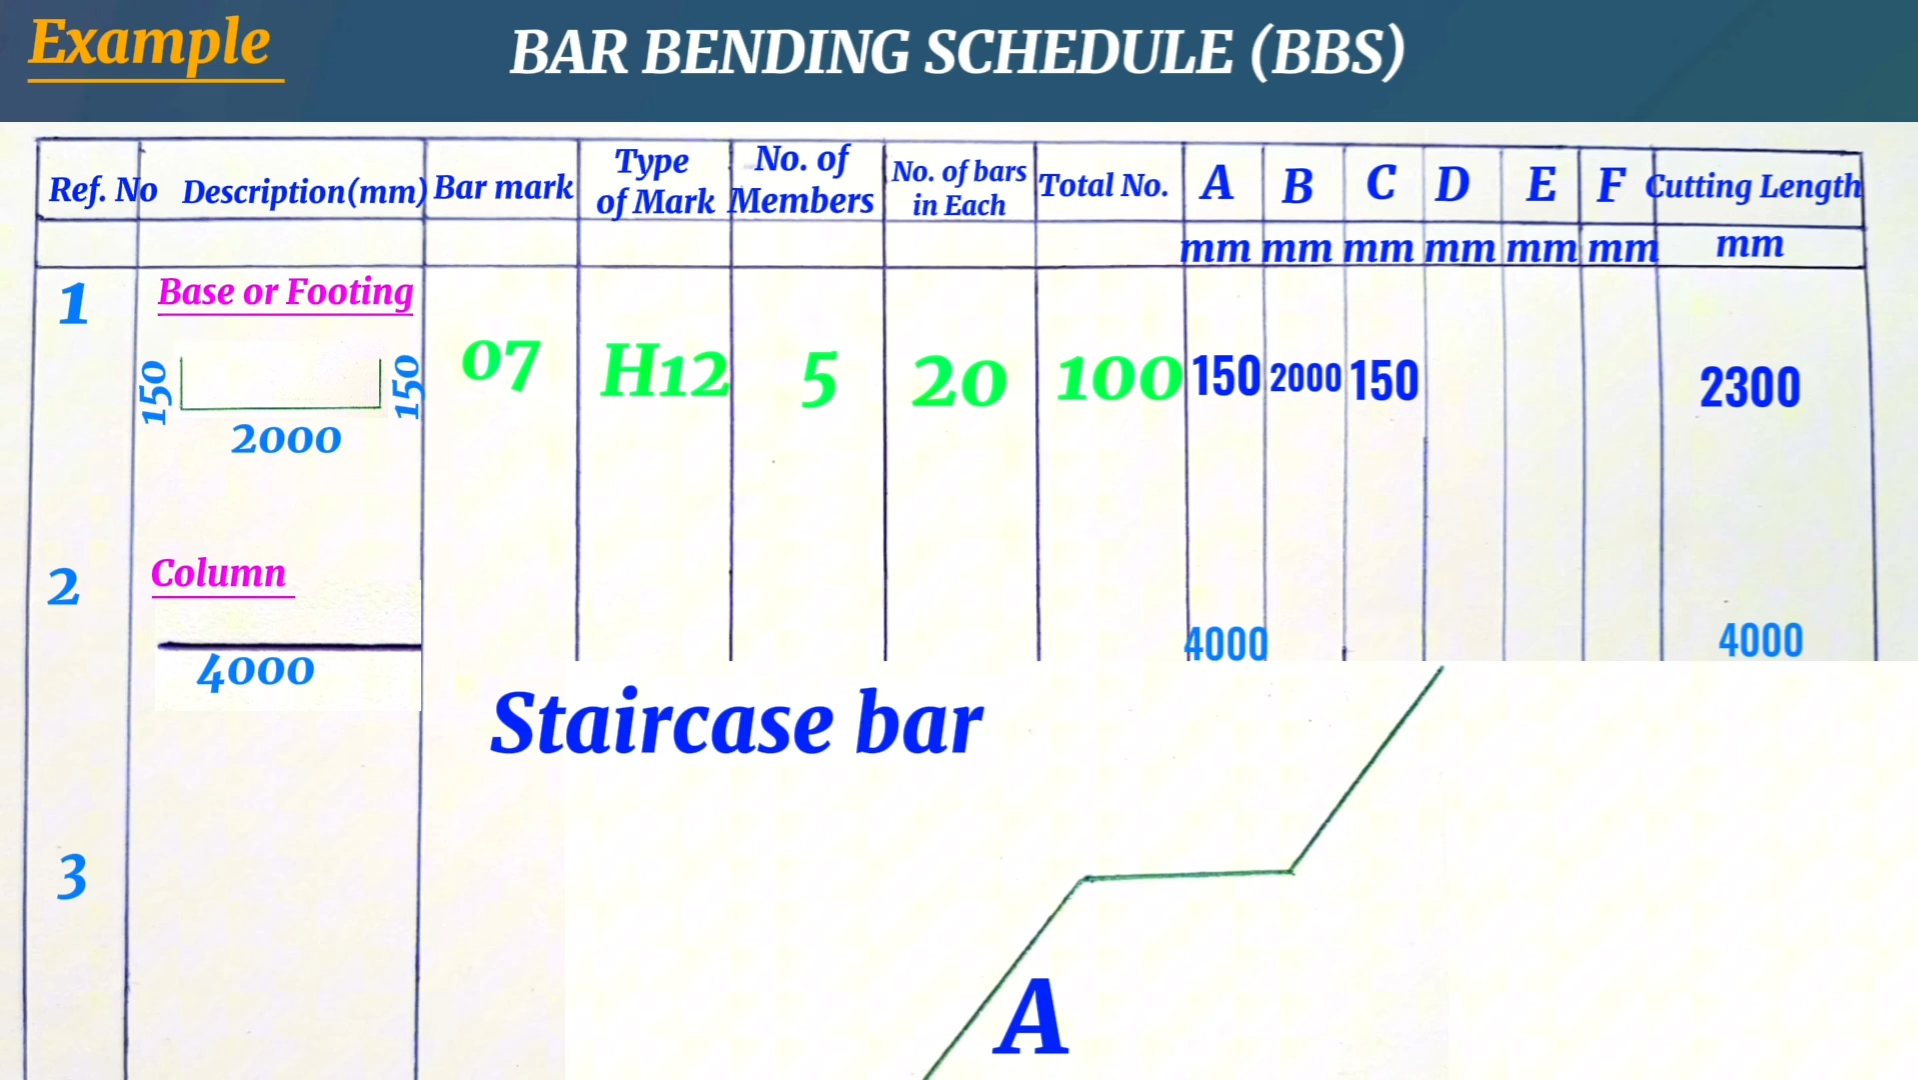 Example
BAR BENDING SCHEDULE (BBS)
Ref. No Description(mm) Bar mark Type of Mark No. of Members No. of bars in Each Total No. A B C D E F Cutting Length
mm mm mm mm mm mm mm
1 Base or Footing
150 150 07 H12 5 20 100 150 2000 150 2300
2000
2 Column
4000 4000
4000
Staircase bar
3
A